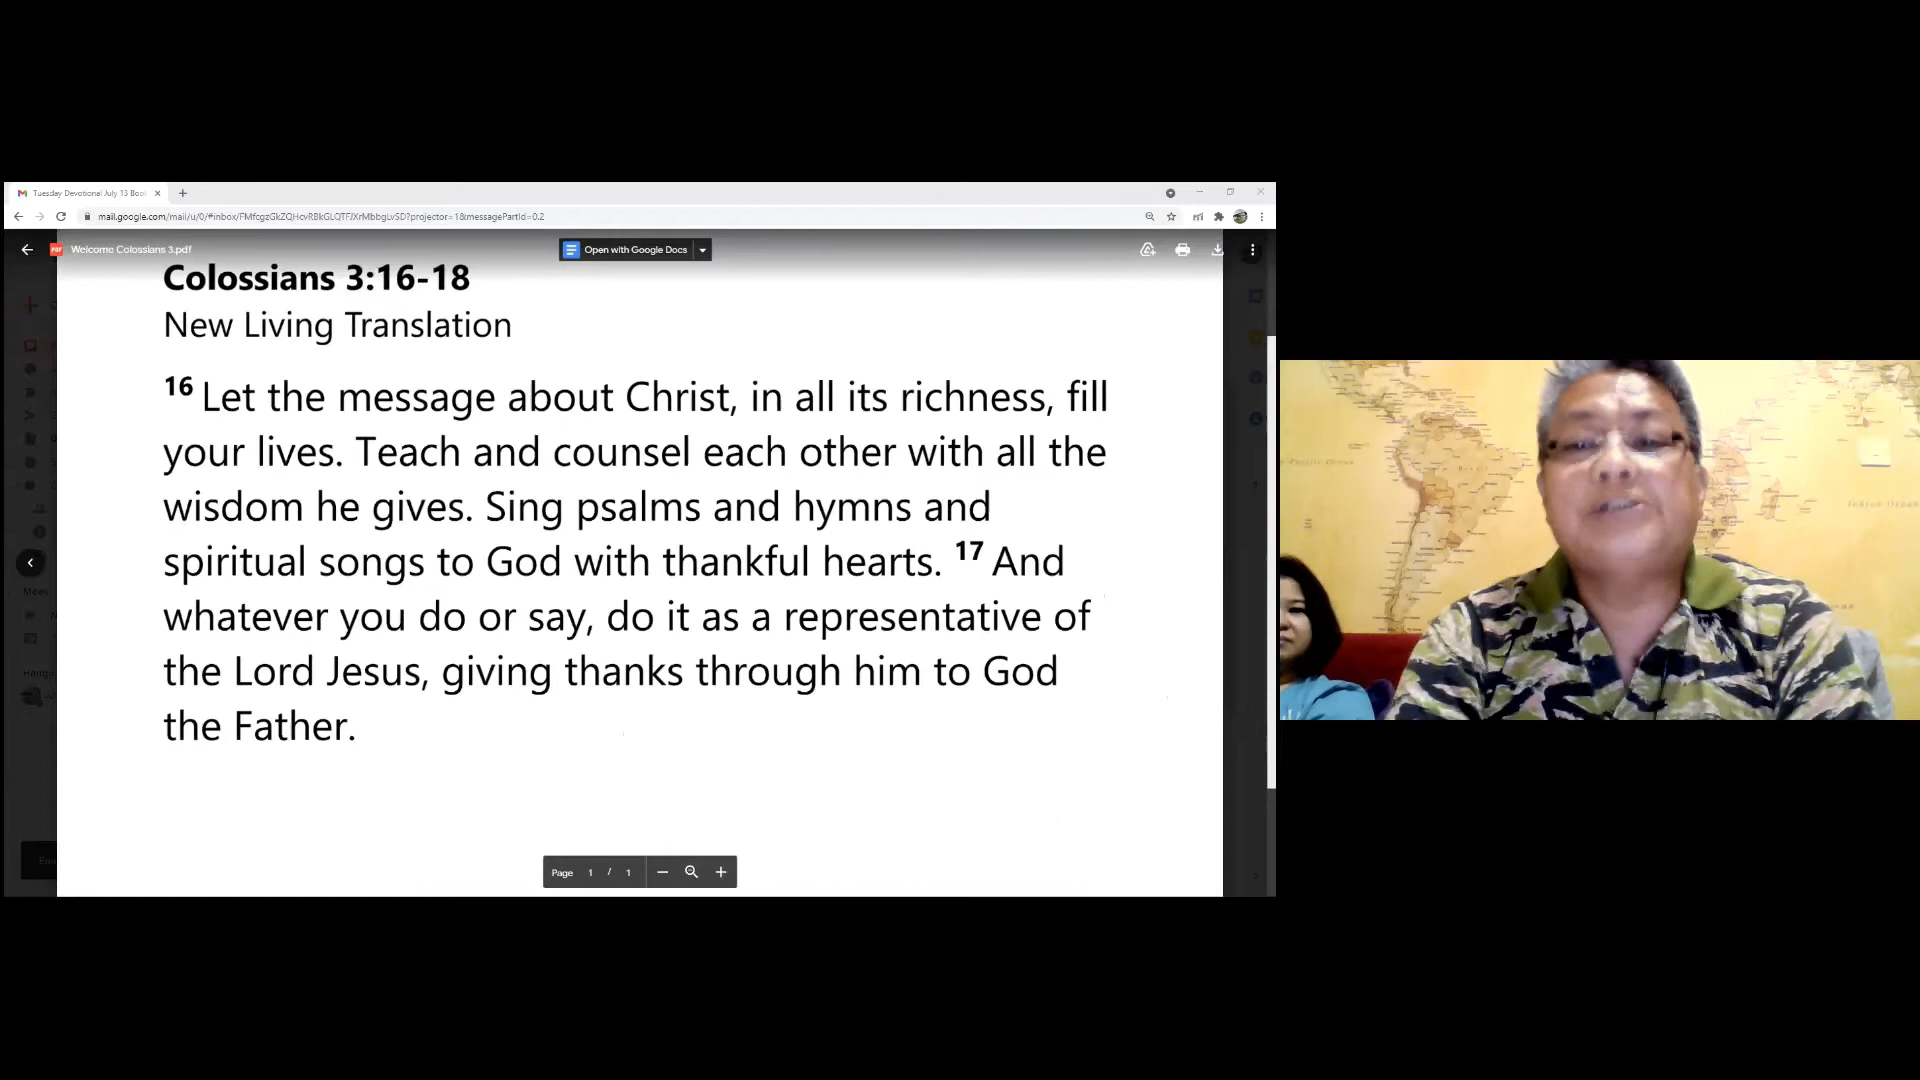 Tuesday Devotional July 13 Book
mail.google.com/mail/u/0/#inbox/FMfcgzGkZQHcvRBkGLQTFJXrMbbgLvSD?projector=1&messagePartId=0.2
Welcome Colossians 3.pdf
Open with Google Docs
Colossians 3:16-18
New Living Translation
16 Let the message about Christ, in all its richness, fill
your lives. Teach and counsel each other with all the
wisdom he gives. Sing psalms and hymns and
spiritual songs to God with thankful hearts. 17 And
whatever you do or say, do it as a representative of
the Lord Jesus, giving thanks through him to God
the Father.
Page 1 / 1